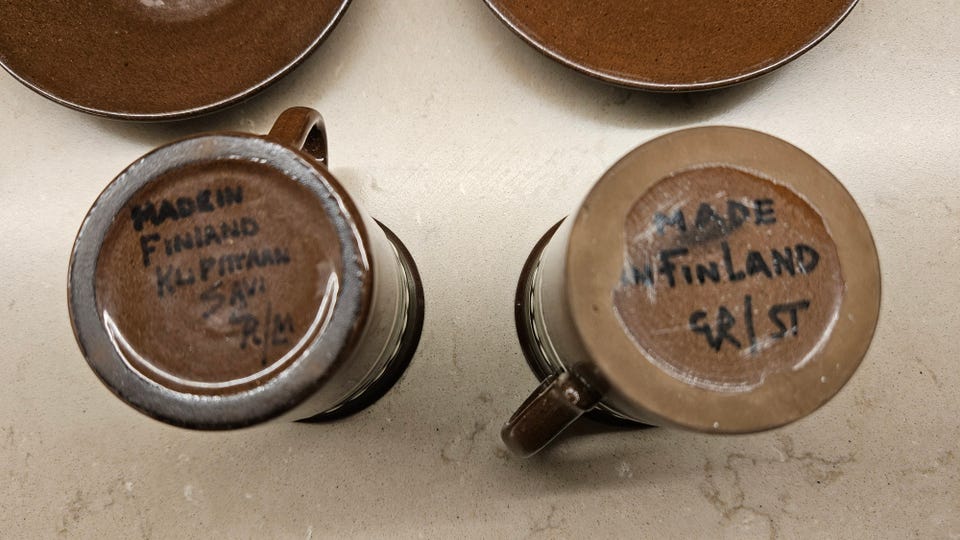 MADE IN
FINLAND
KUPITTAAN
SAVI
R/M
MADE
IN FINLAND
GR/ST